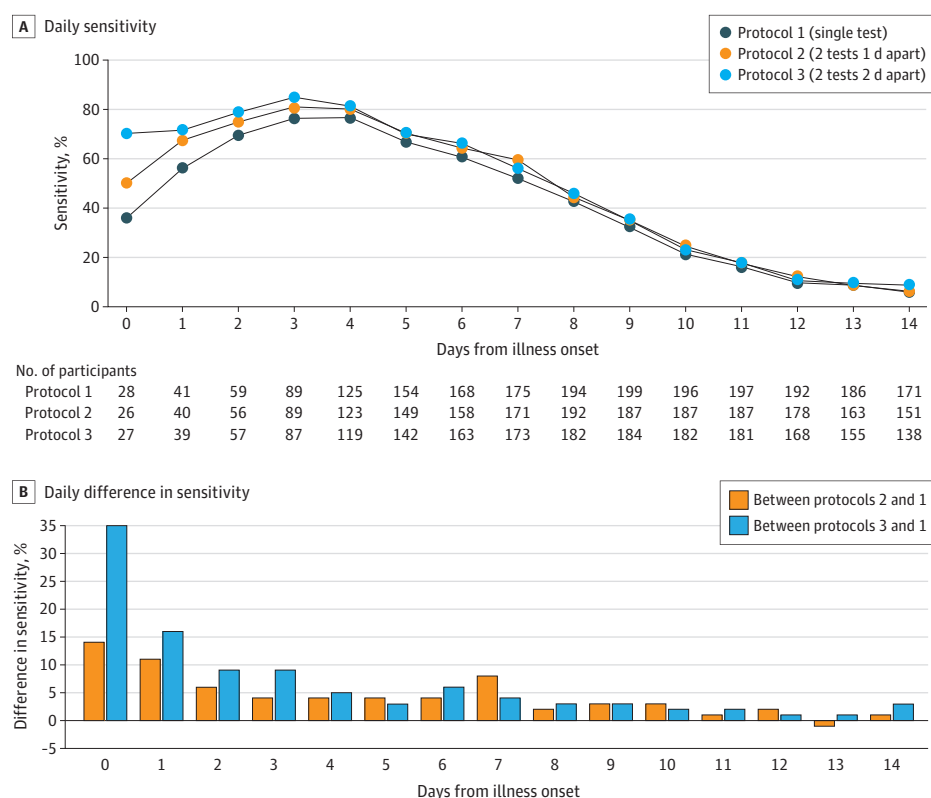 A Daily sensitivity
Protocol 1 (single test)
Protocol 2 (2 tests 1 d apart)
Protocol 3 (2 tests 2 d apart)
100
80
60
40
20
0
Sensitivity, %
0 1 2 3 4 5 6 7 8 9 10 11 12 13 14
Days from illness onset
No. of participants
Protocol 1 28 41 59 89 125 154 168 175 194 199 196 197 192 186 171
Protocol 2 26 40 56 89 123 149 158 171 192 187 187 187 178 163 151
Protocol 3 27 39 57 87 119 142 163 173 182 184 182 181 168 155 138
B Daily difference in sensitivity
Between protocols 2 and 1
Between protocols 3 and 1
35
30
25
20
15
10
5
0
-5
Difference in sensitivity, %
0 1 2 3 4 5 6 7 8 9 10 11 12 13 14
Days from illness onset